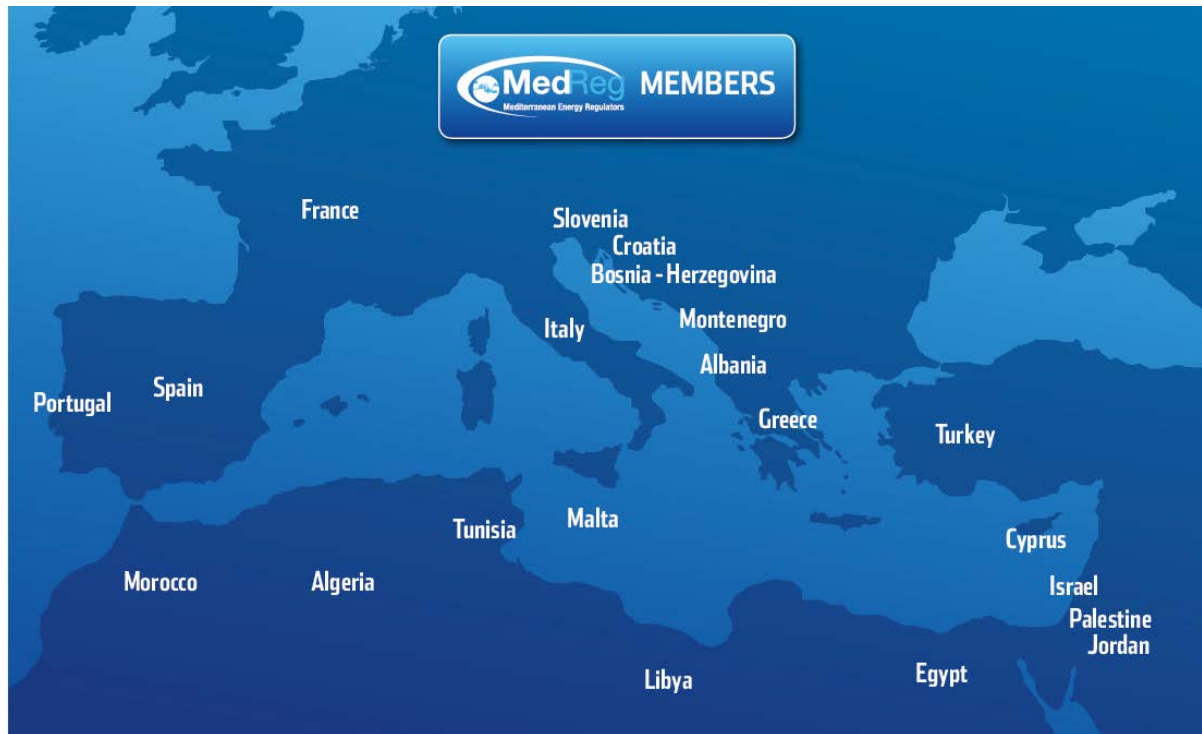 MedReg MEMBERS
Mediterranean Energy Regulators
France
Slovenia
Croatia
Bosnia - Herzegovina
Montenegro
Italy
Albania
Spain
Portugal
Greece
Turkey
Tunisia
Malta
Cyprus
Morocco
Algeria
Israel
Palestine
Jordan
Libya
Egypt